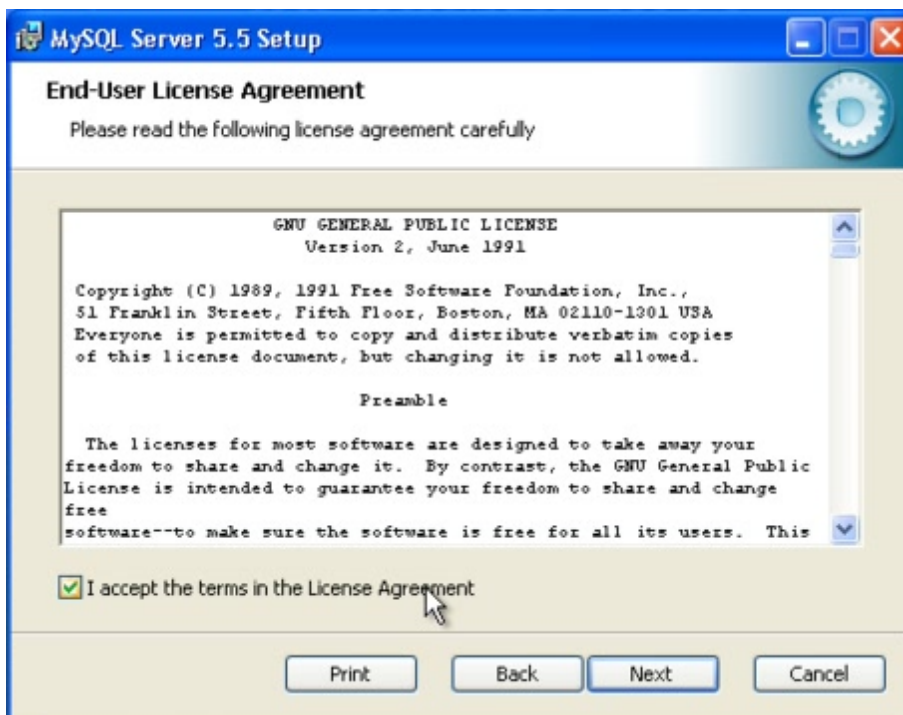 MySQL Server 5.5 Setup
End-User License Agreement
Please read the following license agreement carefully
GNU GENERAL PUBLIC LICENSE
Version 2, June 1991
Copyright (C) 1989, 1991 Free Software Foundation, Inc.,
51 Franklin Street, Fifth Floor, Boston, MA 02110-1301 USA
Everyone is permitted to copy and distribute verbatim copies
of this license document, but changing it is not allowed.
Preamble
The licenses for most software are designed to take away your
freedom to share and change it. By contrast, the GNU General Public
License is intended to guarantee your freedom to share and change
free
software--to make sure the software is free for all its users. This
I accept the terms in the License Agreement
Print Back Next Cancel